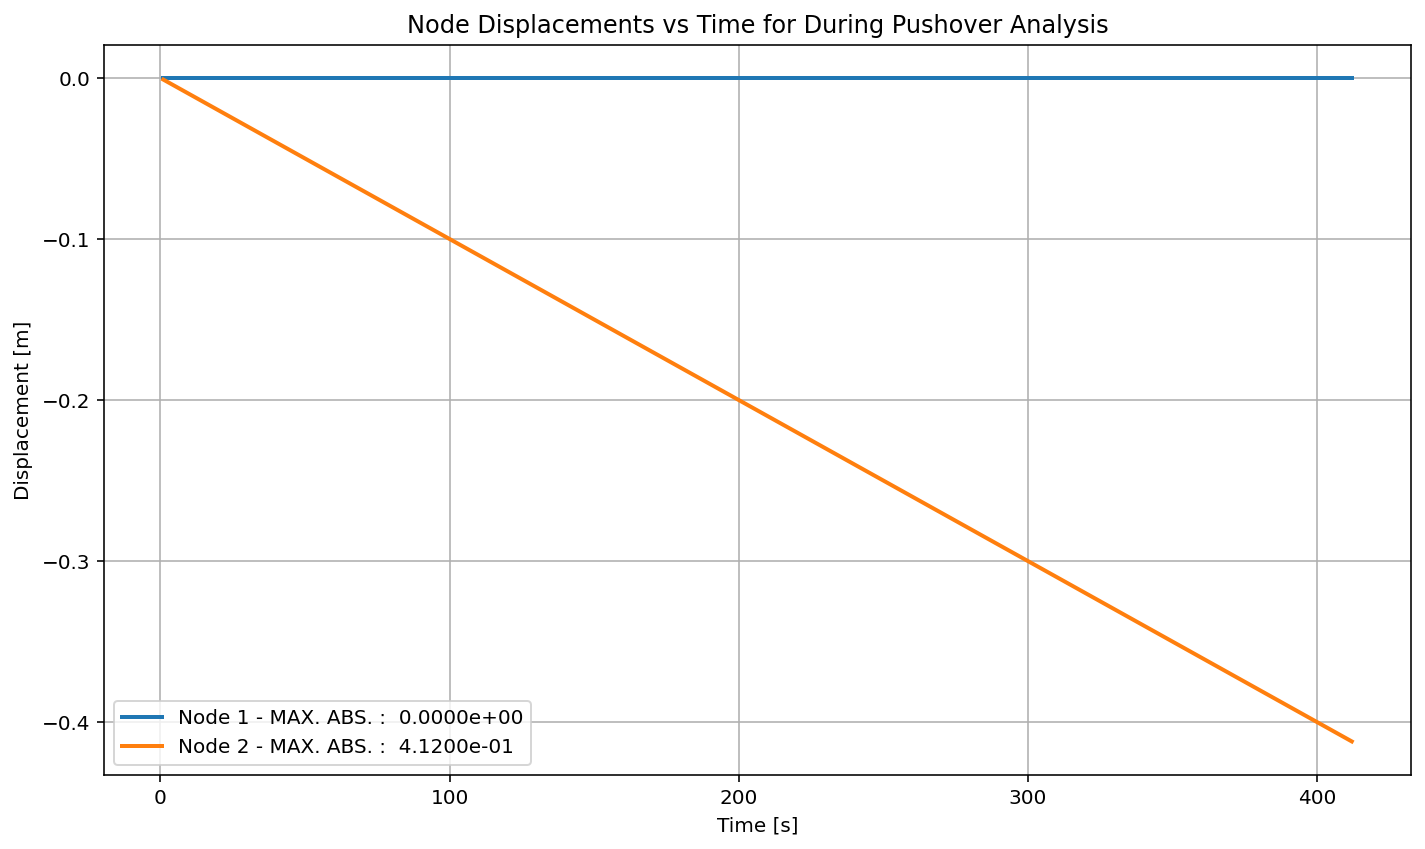 Node Displacements vs Time for During Pushover Analysis
0.0
−0.1
−0.2
−0.3
−0.4
Displacement [m]
Node 1 - MAX. ABS. :  0.0000e+00
Node 2 - MAX. ABS. :  4.1200e-01
0 100 200 300 400
Time [s]